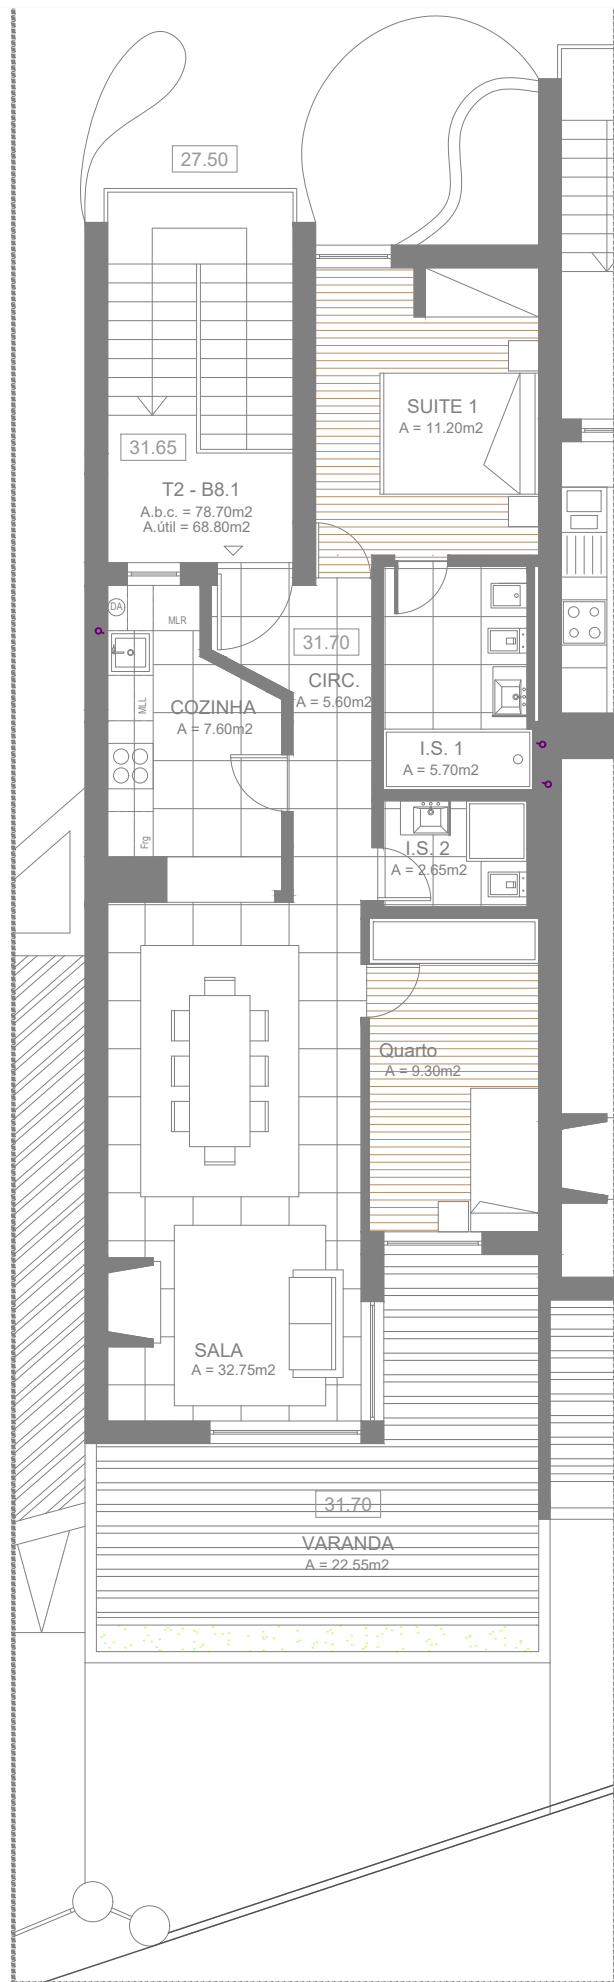 27.50
SUITE 1
A = 11.20m2
31.65
T2 - B8.1
A.b.c. = 78.70m2
A.útil = 68.80m2
DA
MLR
31.70
CIRC.
A = 5.60m2
MLL
COZINHA
A = 7.60m2
I.S. 1
A = 5.70m2
Frg
I.S. 2
A = 2.65m2
Quarto
A = 9.30m2
SALA
A = 32.75m2
31.70
VARANDA
A = 22.55m2